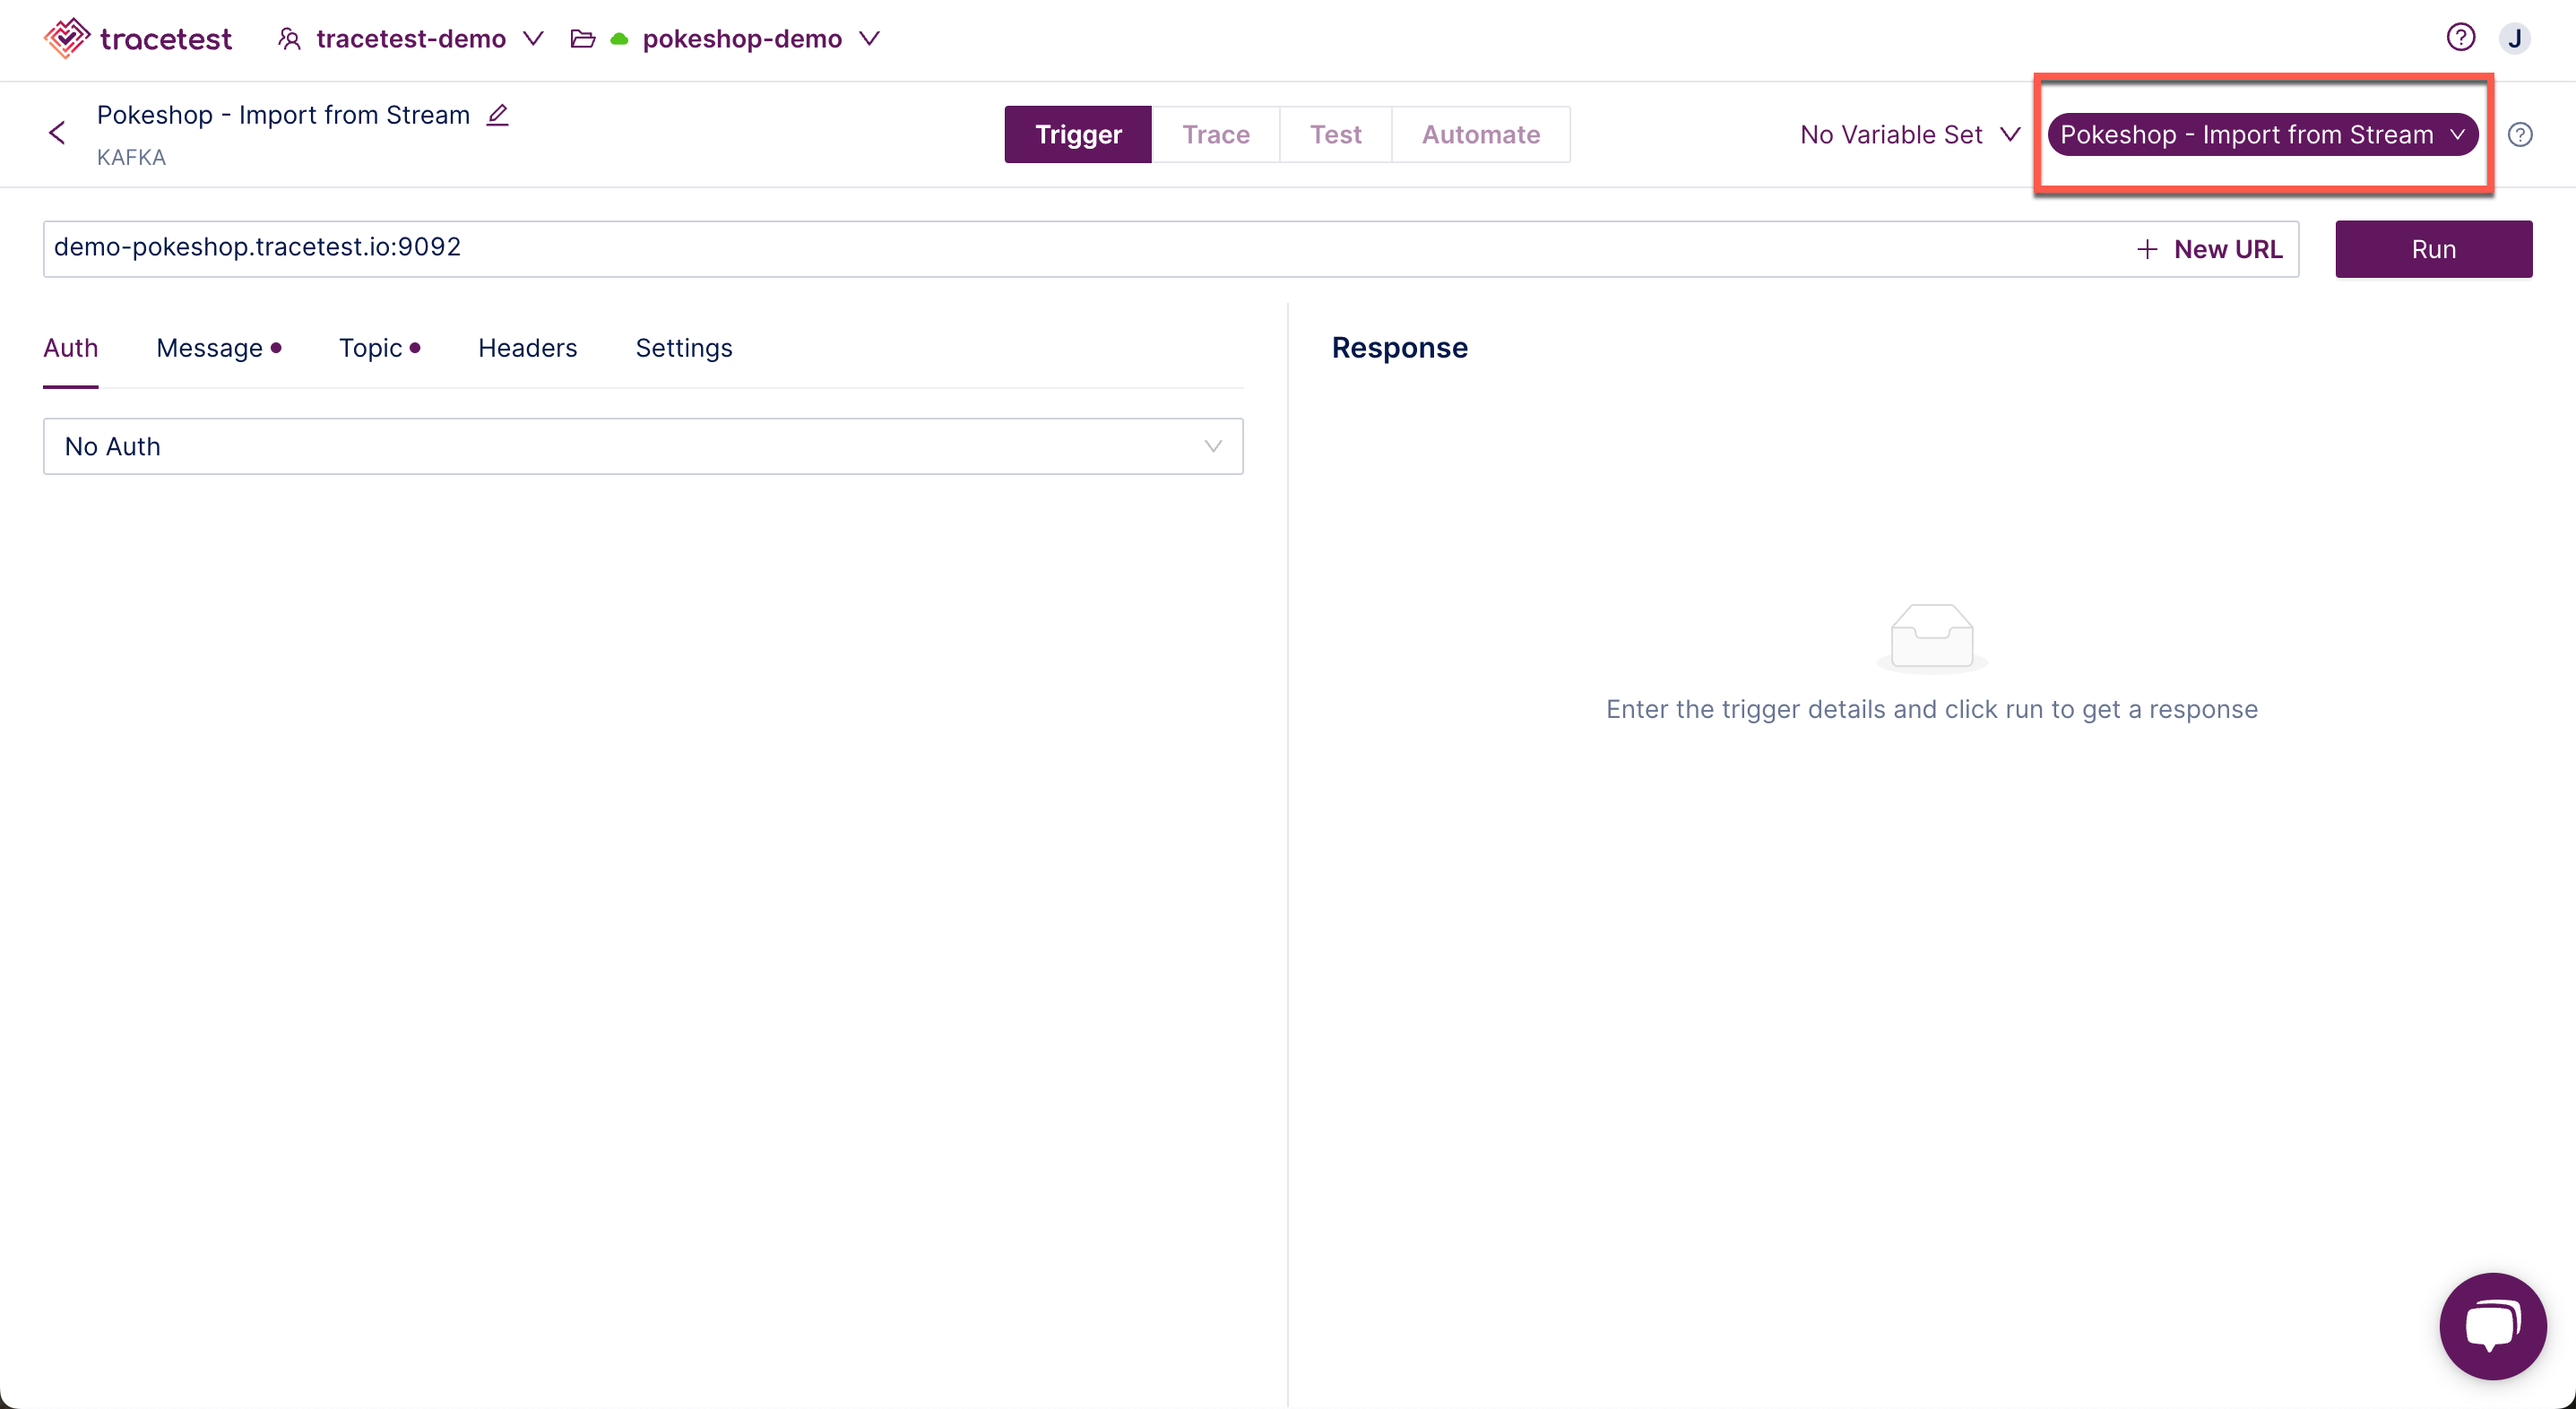 tracetest
tracetest-demo
pokeshop-demo
J
Pokeshop - Import from Stream
KAFKA
Trigger
Trace
Test
Automate
No Variable Set
Pokeshop - Import from Stream
demo-pokeshop.tracetest.io:9092
New URL
Run
Auth
Message
Topic
Headers
Settings
Response
No Auth
Enter the trigger details and click run to get a response